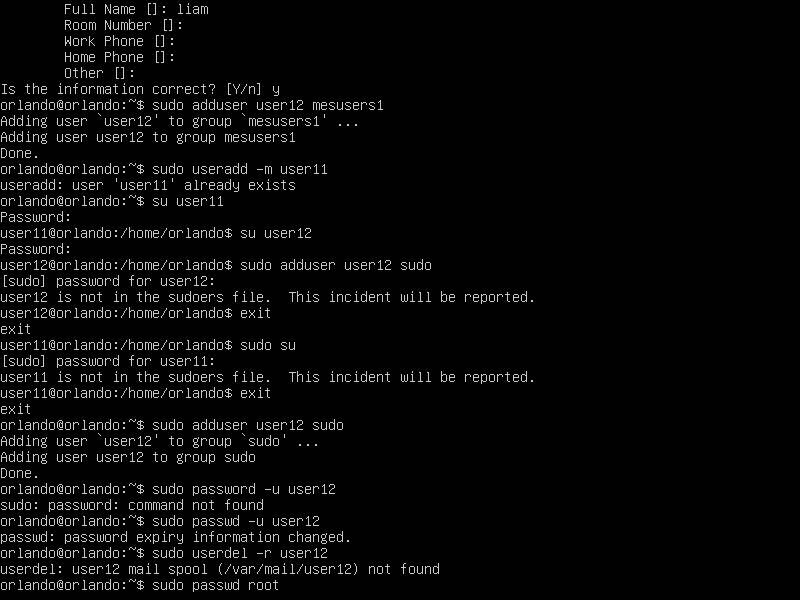 Full Name []: liam
Room Number []:
Work Phone []:
Home Phone []:
Other []:
Is the information correct? [Y/n] y
orlando@orlando:~$ sudo adduser user12 mesusers1
Adding user `user12' to group `mesusers1' ...
Adding user user12 to group mesusers1
Done.
orlando@orlando:~$ sudo useradd -m user11
useradd: user 'user11' already exists
orlando@orlando:~$ su user11
Password:
user11@orlando:/home/orlando$ su user12
Password:
user12@orlando:/home/orlando$ sudo adduser user12 sudo
[sudo] password for user12:
user12 is not in the sudoers file.  This incident will be reported.
user12@orlando:/home/orlando$ exit
exit
user11@orlando:/home/orlando$ sudo su
[sudo] password for user11:
user11 is not in the sudoers file.  This incident will be reported.
user11@orlando:/home/orlando$ exit
exit
orlando@orlando:~$ sudo adduser user12 sudo
Adding user `user12' to group `sudo' ...
Adding user user12 to group sudo
Done.
orlando@orlando:~$ sudo password -u user12
sudo: password: command not found
orlando@orlando:~$ sudo passwd -u user12
passwd: password expiry information changed.
orlando@orlando:~$ sudo userdel -r user12
userdel: user12 mail spool (/var/mail/user12) not found
orlando@orlando:~$ sudo passwd root